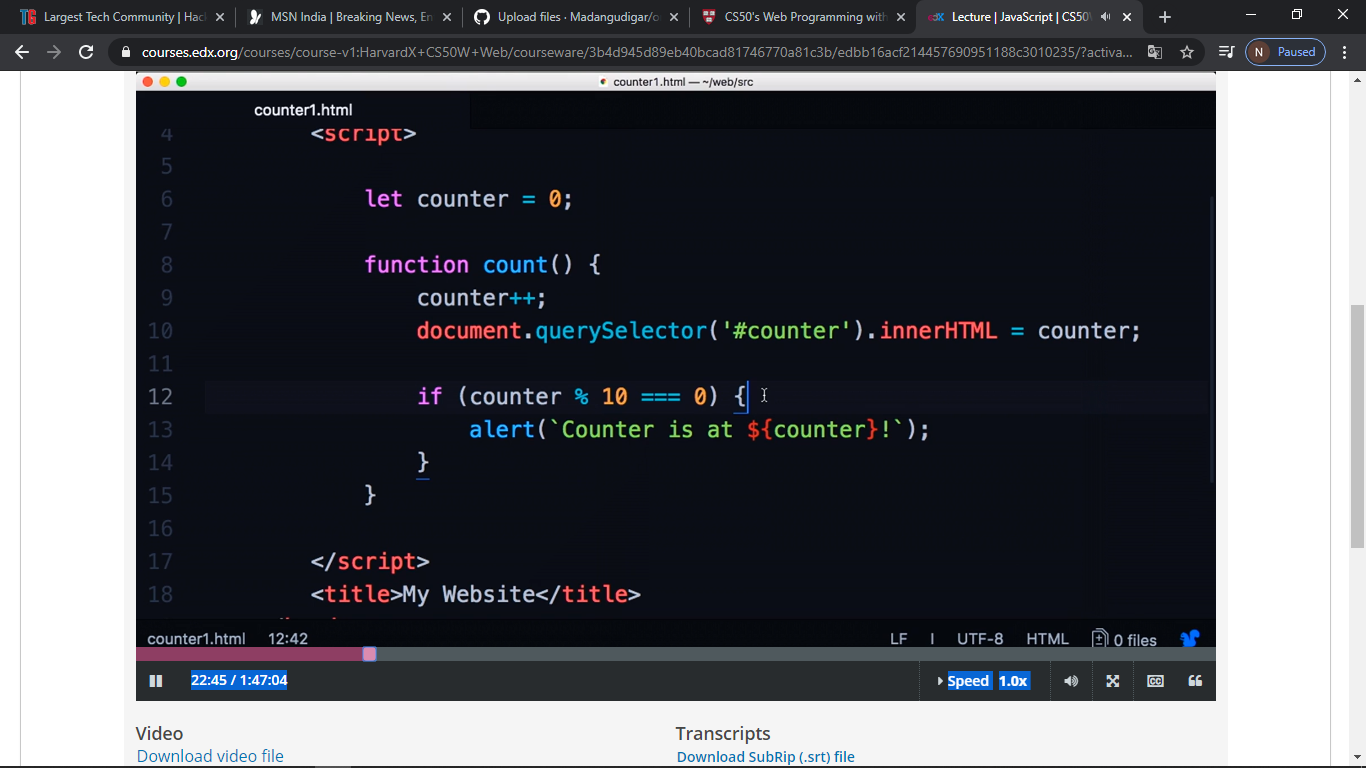 Largest Tech Community | Hac
MSN India | Breaking News, En
Upload files · Madangudigar/o
CS50's Web Programming with
Lecture | JavaScript | CS50
courses.edx.org/courses/course-v1:HarvardX+CS50W+Web/courseware/3b4d945d89eb40bcad81746770a81c3b/edbb16acf214457690951188c3010235/?activa...
N Paused
counter1.html — ~/web/src
counter1.html
4 <script>
5
6 let counter = 0;
7
8 function count() {
9 counter++;
10 document.querySelector('#counter').innerHTML = counter;
11
12 if (counter % 10 === 0) {
13 alert(`Counter is at ${counter}!`);
14 }
15 }
16
17 </script>
18 <title>My Website</title>
counter1.html 12:42 LF I UTF-8 HTML 0 files
22:45 / 1:47:04 Speed 1.0x CC
Video Transcripts
Download video file Download SubRip (.srt) file